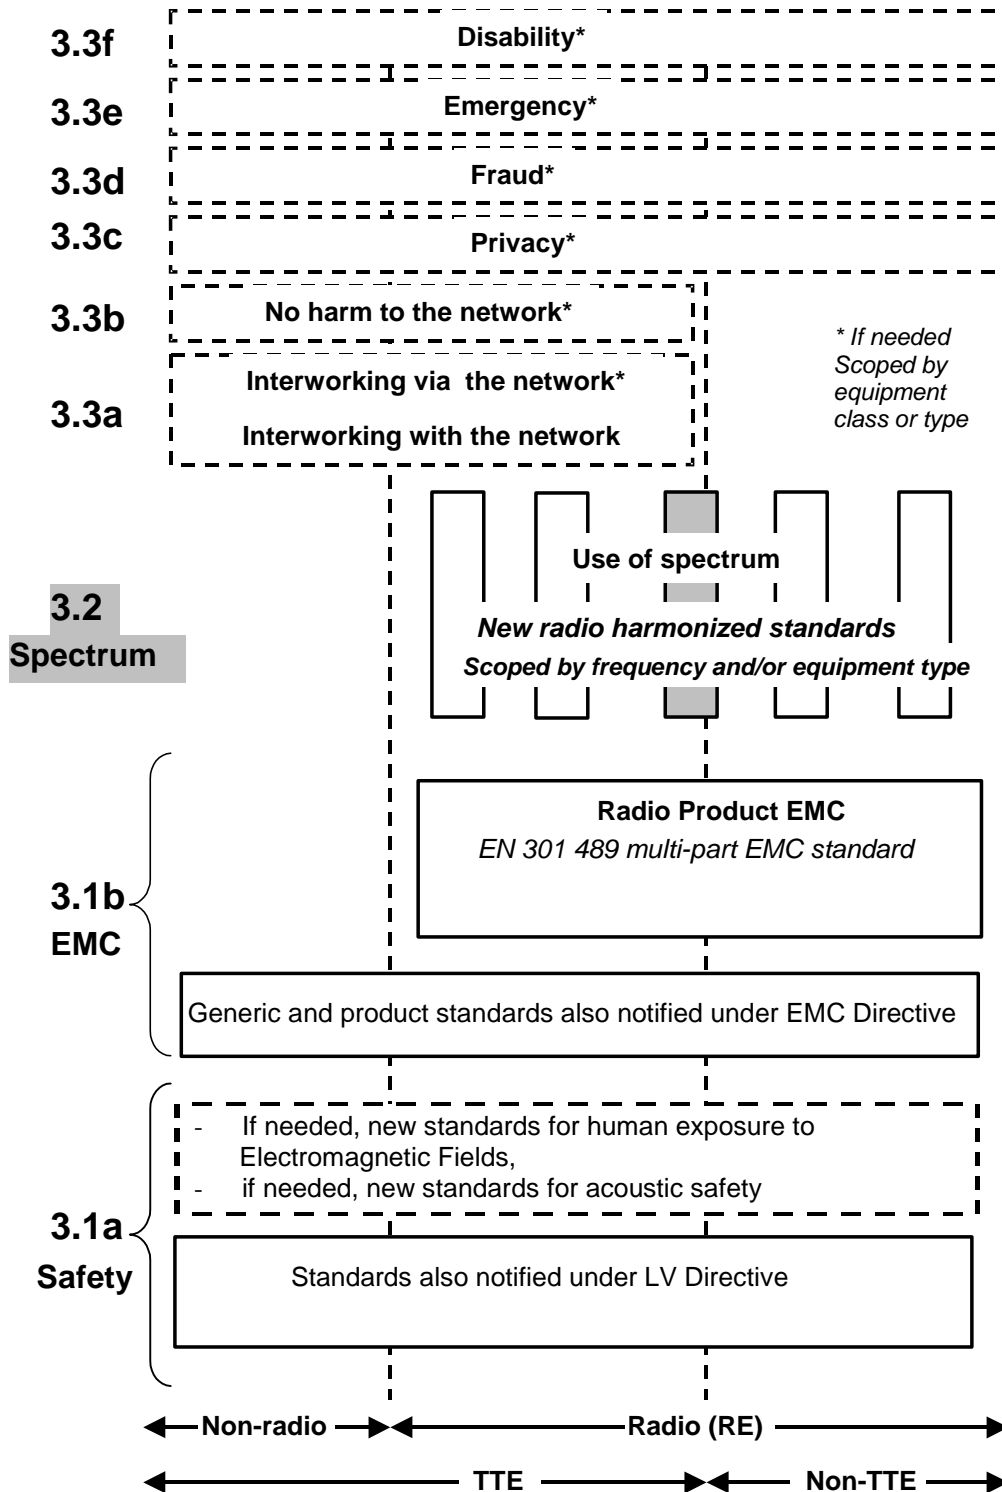 3.3f
Disability*
3.3e
Emergency*
3.3d
Fraud*
3.3c
Privacy*
3.3b
No harm to the network*
* If needed
Scoped by
equipment
class or type
3.3a
Interworking via the network*
Interworking with the network
Use of spectrum
3.2
Spectrum
New radio harmonized standards
Scoped by frequency and/or equipment type
Radio Product EMC
EN 301 489 multi-part EMC standard
3.1b
EMC
Generic and product standards also notified under EMC Directive
- If needed, new standards for human exposure to
Electromagnetic Fields,
- if needed, new standards for acoustic safety
3.1a
Safety
Standards also notified under LV Directive
Non-radio
Radio (RE)
TTE
Non-TTE